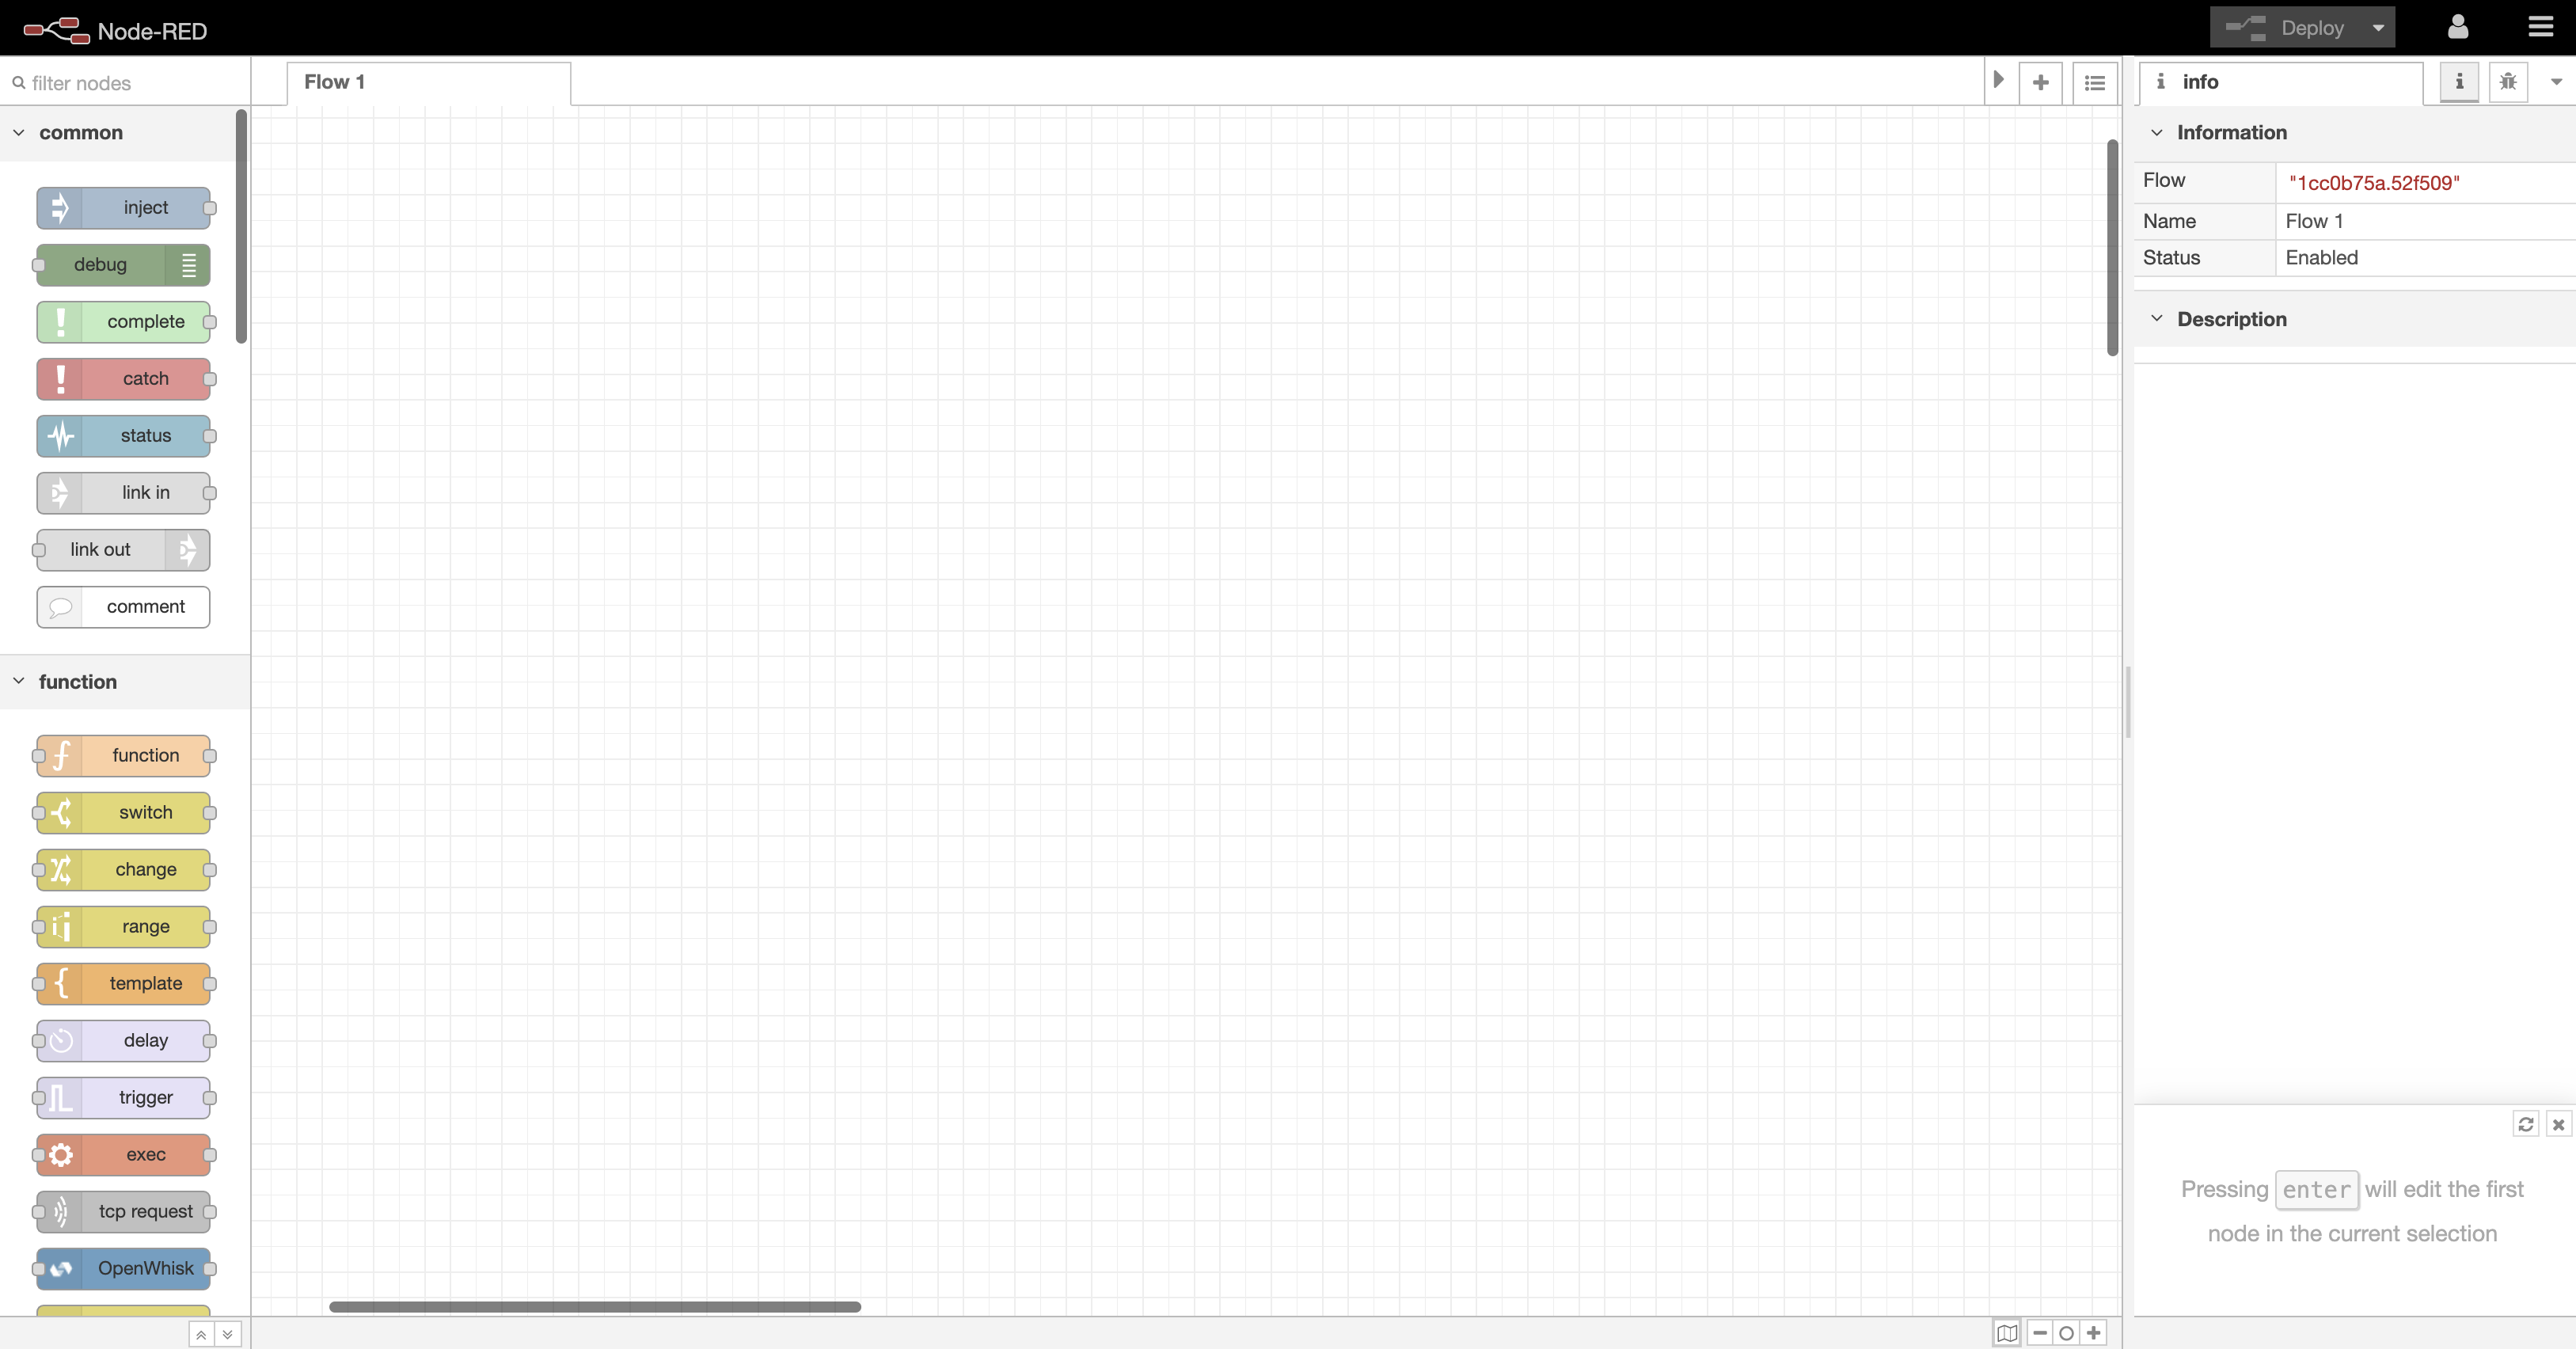 Node-RED
Deploy
filter nodes
Flow 1
info
common
inject
debug
complete
catch
status
link in
link out
comment
function
function
switch
change
range
template
delay
trigger
exec
tcp request
OpenWhisk
Information
Flow "1cc0b75a.52f509"
Name Flow 1
Status Enabled
Description
Pressing enter will edit the first
node in the current selection